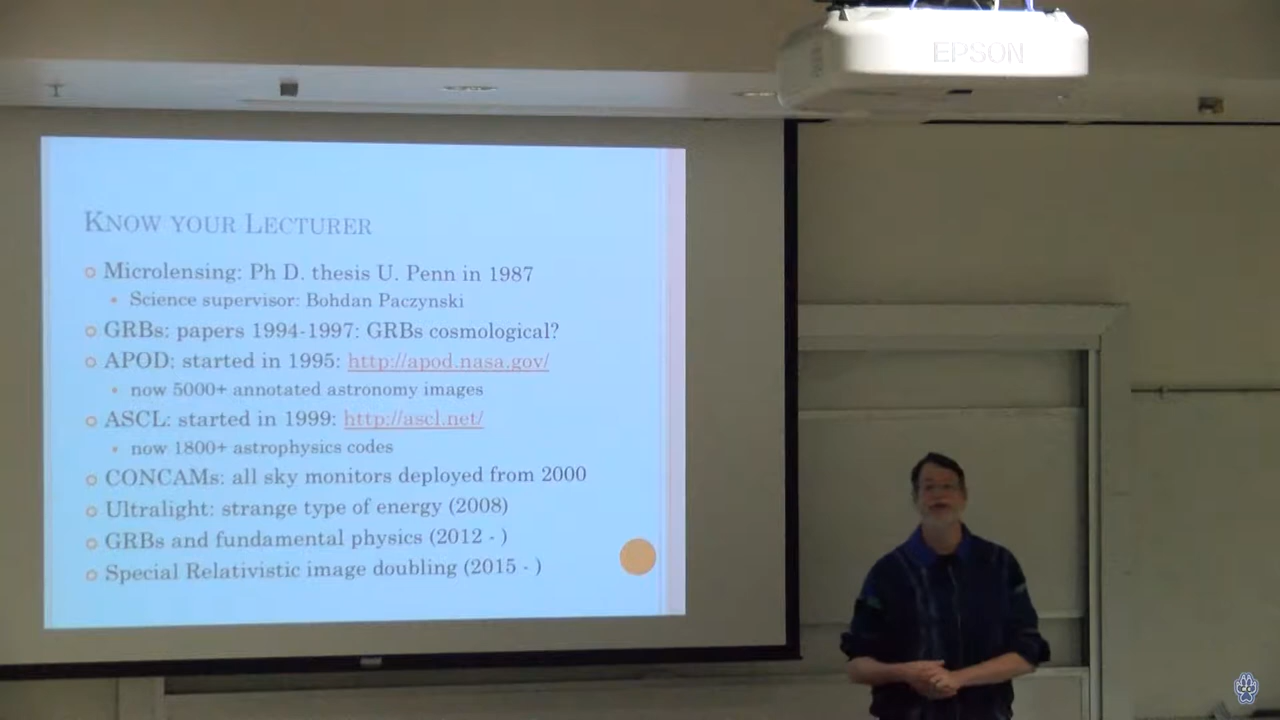 EPSON
KNOW YOUR LECTURER
Microlensing: Ph D. thesis U. Penn in 1987
Science supervisor: Bohdan Paczynski
GRBs: papers 1994-1997: GRBs cosmological?
APOD: started in 1995: http://apod.nasa.gov/
now 5000+ annotated astronomy images
ASCL: started in 1999: http://ascl.net/
now 1800+ astrophysics codes
CONCAMs: all sky monitors deployed from 2000
Ultralight: strange type of energy (2008)
GRBs and fundamental physics (2012 - )
Special Relativistic image doubling (2015 - )